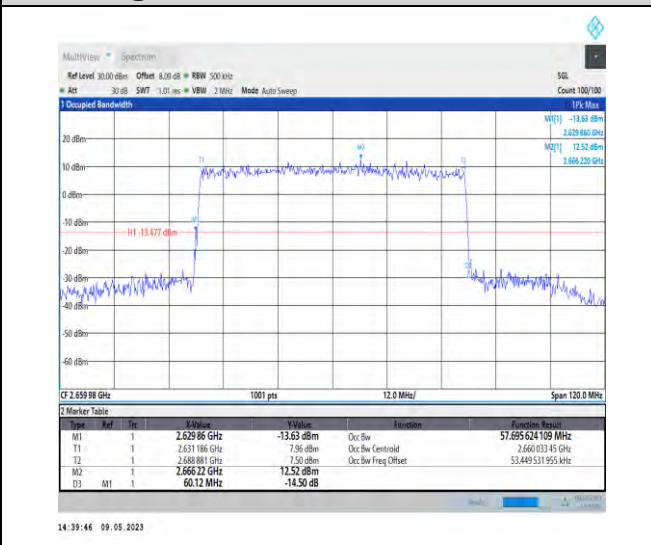 MultiView Spectrum
Ref Level 30.00 dBm Offset 8.00 dB RBW 500 kHz SGL
Att 30 dB SWT 1.01 ms VBW 2 MHz Mode Auto Sweep Count 100/100
1 Occupied Bandwidth 1Pk Max
M1[1] -13.63 dBm
2.629 860 GHz
20 dBm M2[1] 12.52 dBm
2.666 220 GHz
M2
T1
10 dBm
0 dBm
-10 dBm
H1 -13.477 dBm
-20 dBm
-30 dBm
-40 dBm
-50 dBm
-60 dBm
CF 2.659 98 GHz 1001 pts 12.0 MHz/ Span 120.0 MHz
2 Marker Table
Type Ref Trc X-Value Y-Value Function Function Result
M1 1 2.629 86 GHz -13.63 dBm Occ Bw 57.695 624 109 MHz
T1 1 2.631 186 GHz 7.96 dBm Occ Bw Centroid 2.660 033 45 GHz
T2 1 2.688 881 GHz 7.50 dBm Occ Bw Freq Offset 53.449 531 955 kHz
M2 1 2.666 22 GHz 12.52 dBm
D3 M1 1 60.12 MHz -14.50 dB
14:39:46 09.05.2023